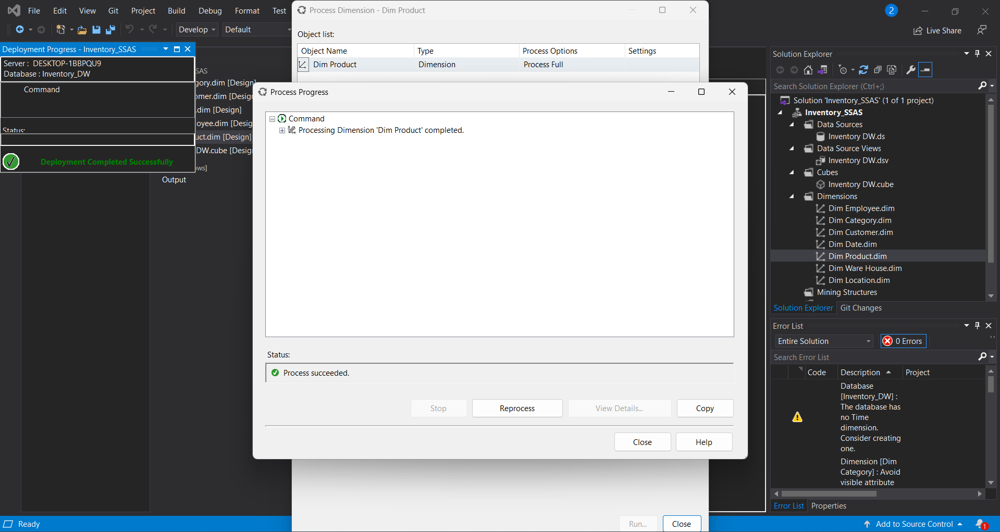 File Edit View Git Project Build Debug Format Test
Process Dimension - Dim Product
2
Develop Default
Live Share
Object list:
Object Name Type Process Options Settings
Dim Product Dimension Process Full
Deployment Progress - Inventory_SSAS
Server : DESKTOP-1BBPQU9
Database : Inventory_DW
Command
Status:
Deployment Completed Successfully
SAS
gory.dim [Design]
omer.dim [Design
.dim [Design]
oyee.dim [Desig
uct.dim [Design]
DW.cube [Design
ows]
Output
Process Progress
Command
Processing Dimension 'Dim Product' completed.
Status:
Process succeeded.
Stop Reprocess View Details... Copy
Close Help
Run... Close
Solution Explorer
Search Solution Explorer (Ctrl+;)
Solution 'Inventory_SSAS' (1 of 1 project)
Inventory_SSAS
Data Sources
Inventory DW.ds
Data Source Views
Inventory DW.dsv
Cubes
Inventory DW.cube
Dimensions
Dim Employee.dim
Dim Category.dim
Dim Customer.dim
Dim Date.dim
Dim Product.dim
Dim Ware House.dim
Dim Location.dim
Mining Structures
Solution Explorer Git Changes
Error List
Entire Solution 0 Errors
Search Error List
Code Description Project
Database
[Inventory_DW] :
The database has
no Time
dimension.
Consider creating
one.
Dimension [Dim
Category] : Avoid
visible attribute
Error List Properties
Ready
Add to Source Control 1